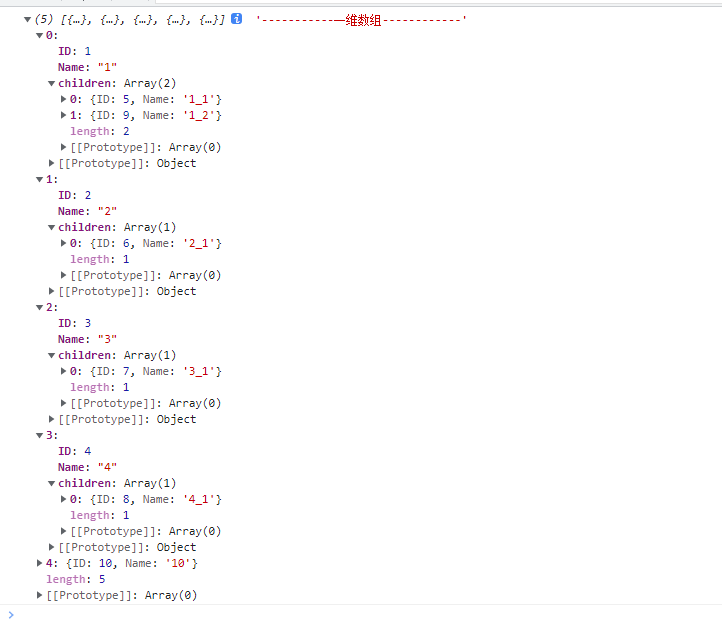 (5) [{…}, {…}, {…}, {…}, {…}] i '-----------一维数组------------'
0:
ID: 1
Name: "1"
children: Array(2)
0: {ID: 5, Name: '1_1'}
1: {ID: 9, Name: '1_2'}
length: 2
[[Prototype]]: Array(0)
[[Prototype]]: Object
1:
ID: 2
Name: "2"
children: Array(1)
0: {ID: 6, Name: '2_1'}
length: 1
[[Prototype]]: Array(0)
[[Prototype]]: Object
2:
ID: 3
Name: "3"
children: Array(1)
0: {ID: 7, Name: '3_1'}
length: 1
[[Prototype]]: Array(0)
[[Prototype]]: Object
3:
ID: 4
Name: "4"
children: Array(1)
0: {ID: 8, Name: '4_1'}
length: 1
[[Prototype]]: Array(0)
[[Prototype]]: Object
4: {ID: 10, Name: '10'}
length: 5
[[Prototype]]: Array(0)